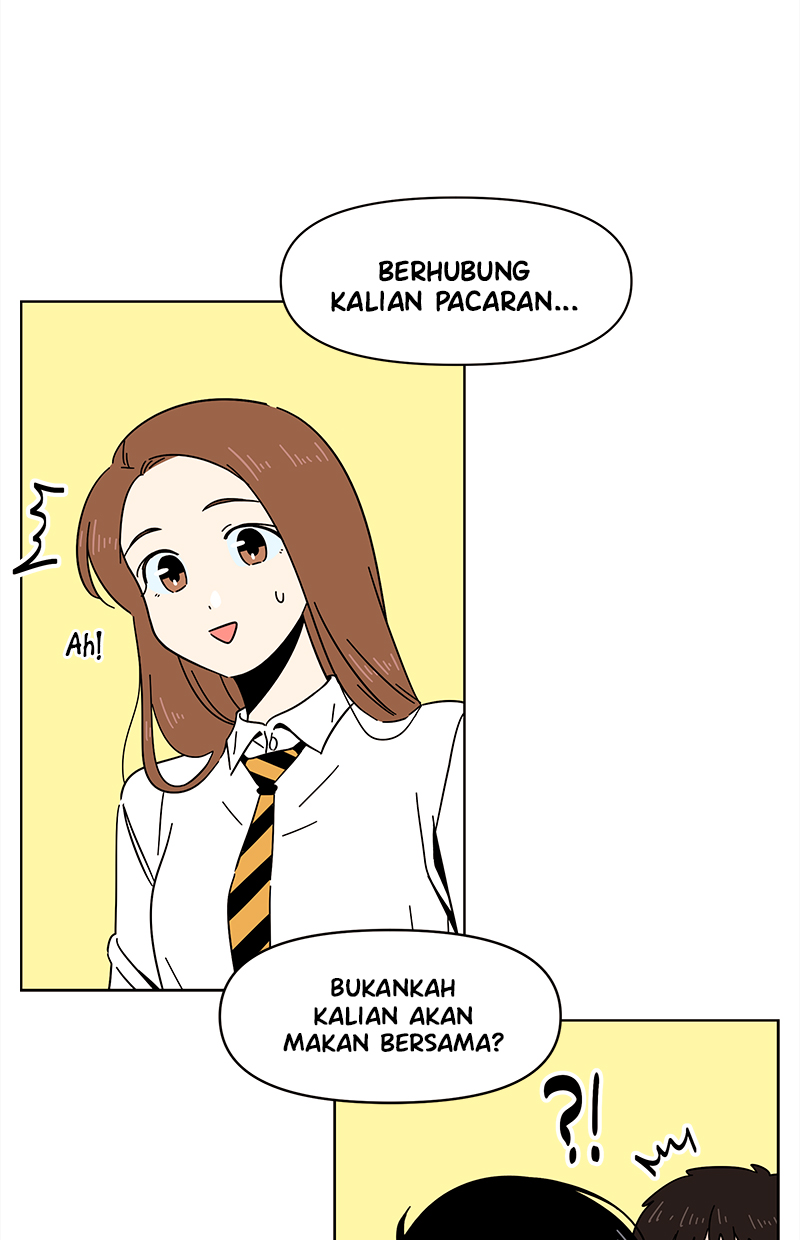 BERHUBUNG
KALIAN PACARAN...
Ah!
BUKANKAH
KALIAN AKAN
MAKAN BERSAMA?
?!